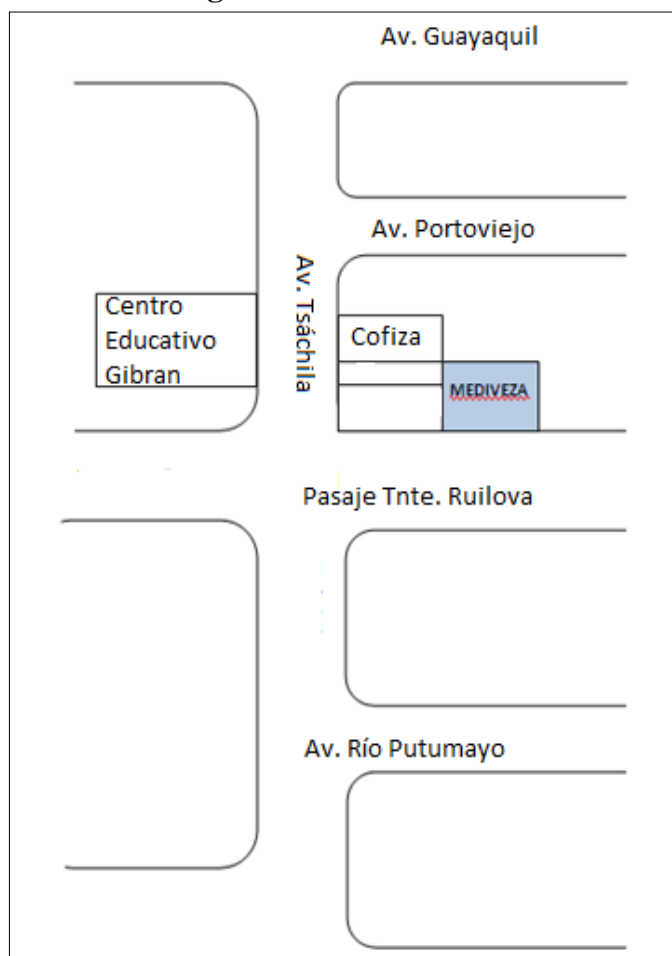 Av. Guayaquil
Av. Portoviejo
Av. Tsáchila
Centro
Educativo
Gibran
Cofiza
MEDIVEZA
Pasaje Tnte. Ruilova
Av. Río Putumayo